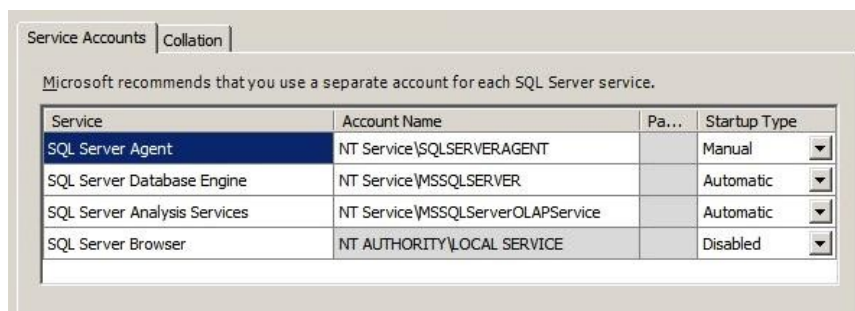 Service Accounts Collation
Microsoft recommends that you use a separate account for each SQL Server service.
Service Account Name Pa... Startup Type
SQL Server Agent NT Service\SQLSERVERAGENT Manual
SQL Server Database Engine NT Service\MSSQLSERVER Automatic
SQL Server Analysis Services NT Service\MSSQLServerOLAPService Automatic
SQL Server Browser NT AUTHORITY\LOCAL SERVICE Disabled